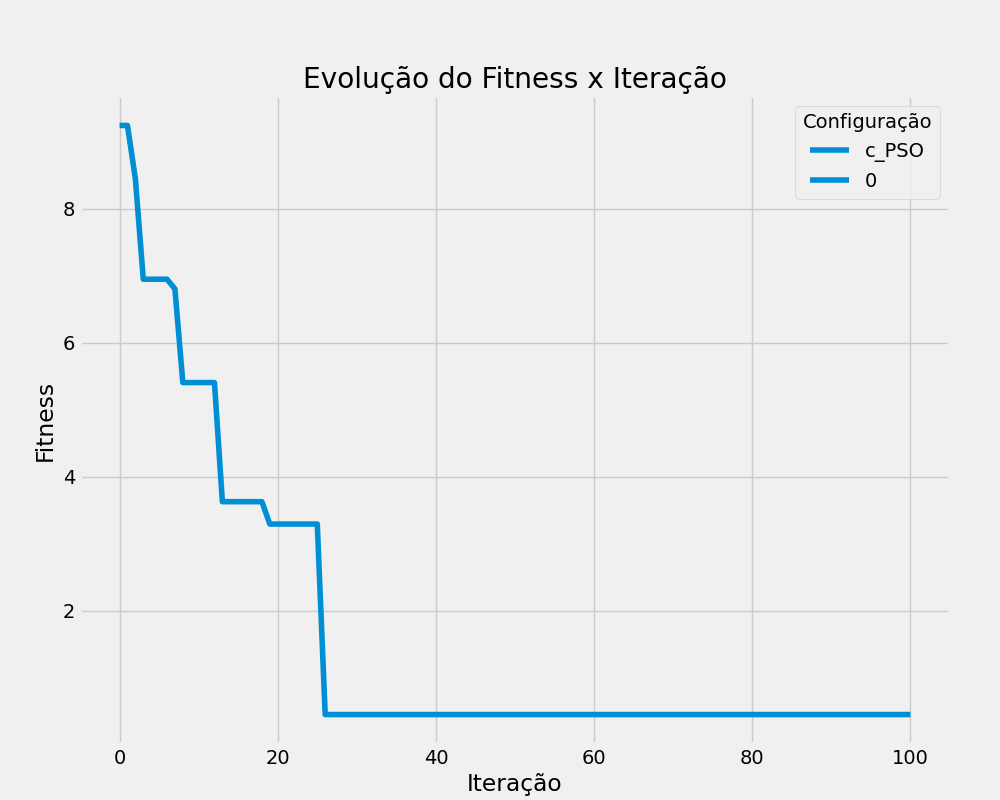 Evolução do Fitness x Iteração
Configuração
c_PSO
0
Fitness
8
6
4
2
0 20 40 60 80 100
Iteração